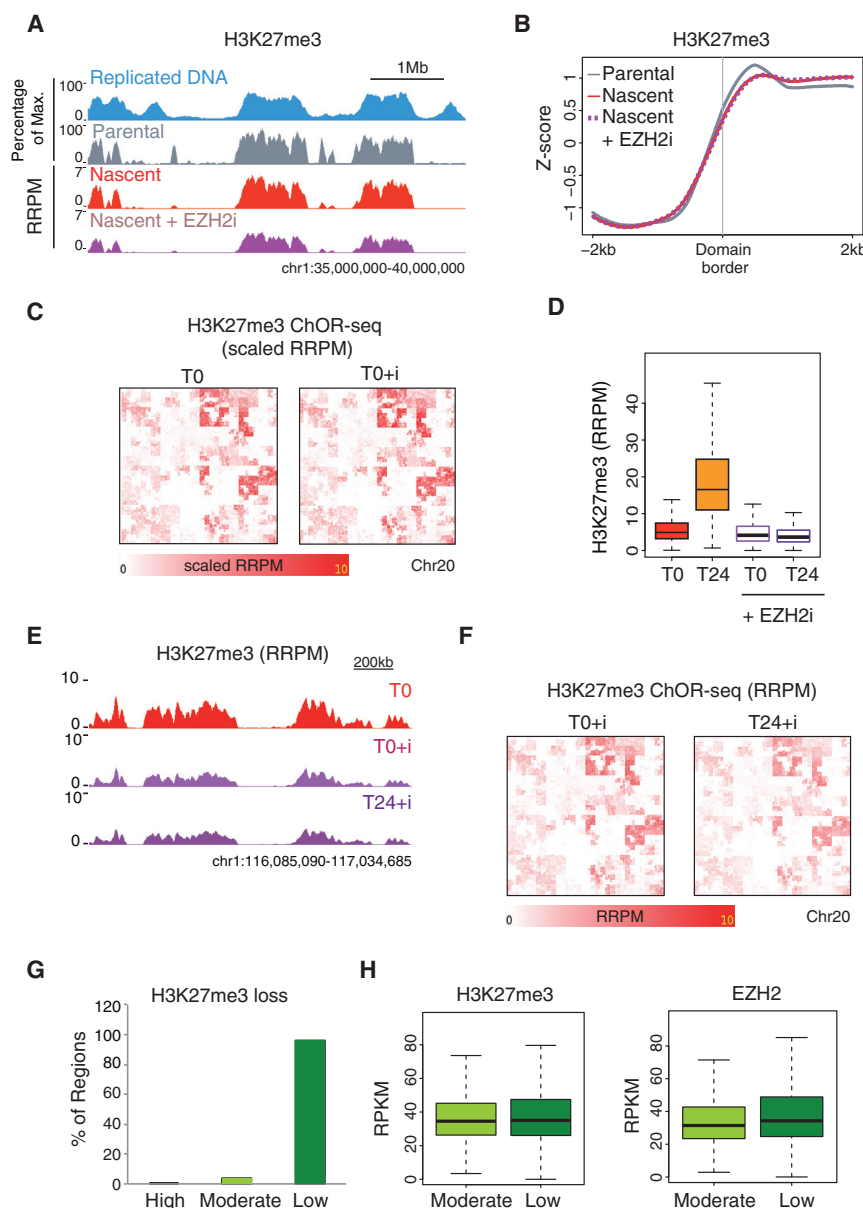 A
H3K27me3
1Mb
Percentage
of Max.
RRPM
100
0
Replicated DNA
100
0
Parental
7
0
Nascent
7
0
Nascent + EZH2i
chr1:35,000,000-40,000,000
B
H3K27me3
Z-score
1
0.5
0
−0.5
−1
Parental
Nascent
Nascent
+ EZH2i
−2kb
Domain
border
2kb
C
H3K27me3 ChOR-seq
(scaled RRPM)
T0
T0+i
0
scaled RRPM
10
Chr20
D
H3K27me3 (RRPM)
40
30
20
10
0
T0
T24
T0
T24
+ EZH2i
E
H3K27me3 (RRPM)
200kb
10
0
T0
10
0
T0+i
10
0
T24+i
chr1:116,085,090-117,034,685
F
H3K27me3 ChOR-seq (RRPM)
T0+i
T24+i
0
RRPM
10
Chr20
G
H3K27me3 loss
% of Regions
120
100
80
60
40
20
0
High
Moderate
Low
H
H3K27me3
RPKM
80
60
40
20
0
Moderate
Low
EZH2
RPKM
80
60
40
20
0
Moderate
Low